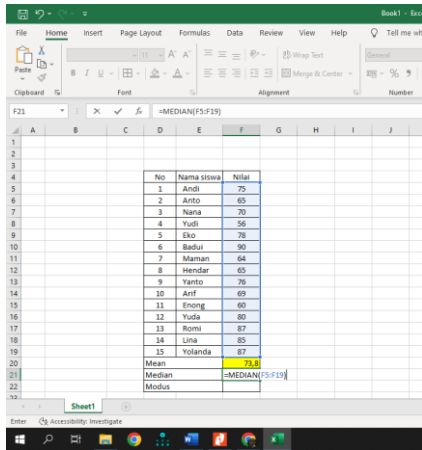 Book1 - Exc
File Home Insert Page Layout Formulas Data Review View Help Tell me wh
Paste
11
Wrap Text
General
B I U
Merge & Center
% 9
Clipboard Font Alignment Number
F21 fx =MEDIAN(F5:F19)
A B C D E F G H I J
1
2
3
4 No Nama siswa Nilai
5 1 Andi 75
6 2 Anto 65
7 3 Nana 70
8 4 Yudi 56
9 5 Eko 78
10 6 Badui 90
11 7 Maman 64
12 8 Hendar 65
13 9 Yanto 76
14 10 Arif 69
15 11 Enong 60
16 12 Yuda 80
17 13 Romi 87
18 14 Lina 85
19 15 Yolanda 87
20 Mean 73,8
21 Median =MEDIAN(F5:F19)
22 Modus
23
Sheet1
Enter Accessibility: Investigate